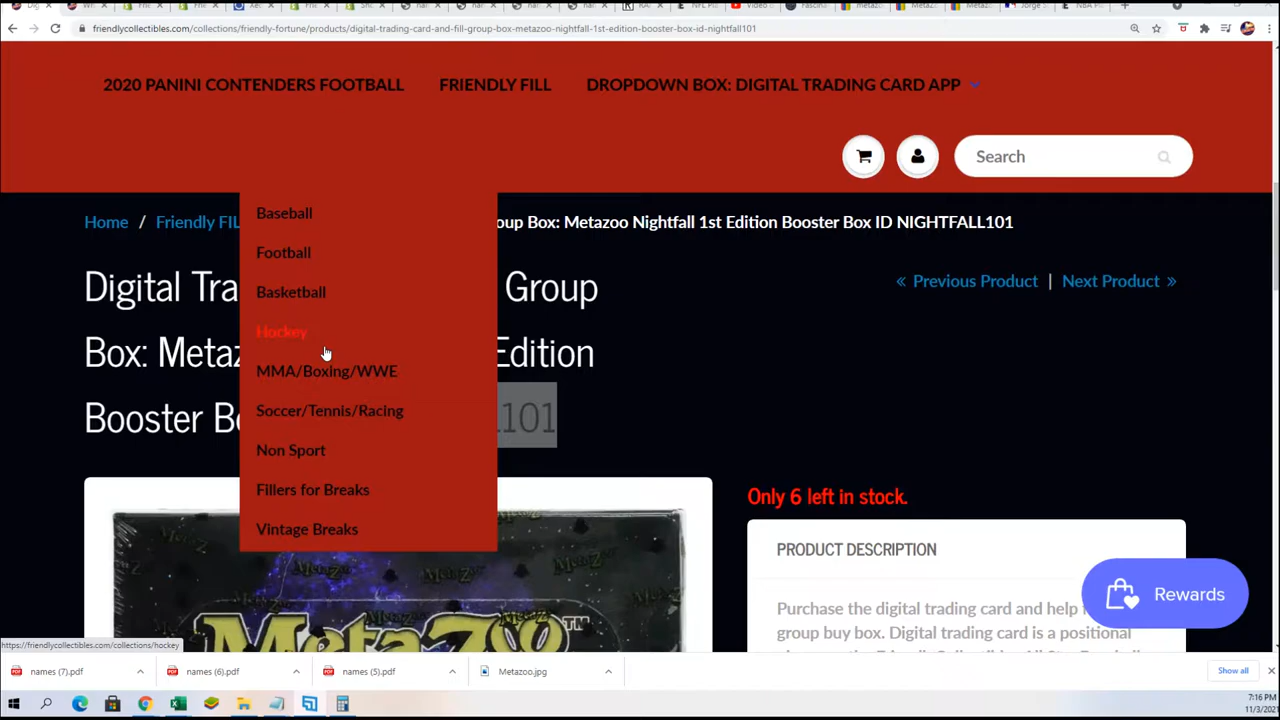 friendlycollectibles.com/collections/friendly-fortune/products/digital-trading-card-and-fill-group-box-metazoo-nightfall-1st-edition-booster-box-id-nightfall101
2020 PANINI CONTENDERS FOOTBALL FRIENDLY FILL DROPDOWN BOX: DIGITAL TRADING CARD APP
Search
Home / Friendly FIL oup Box: Metazoo Nightfall 1st Edition Booster Box ID NIGHTFALL101
Baseball
Football
Basketball
Hockey
MMA/Boxing/WWE
Soccer/Tennis/Racing
Non Sport
Fillers for Breaks
Vintage Breaks
Digital Tra Group
Box: Metaz Edition
Booster Bo 101
« Previous Product | Next Product »
Only 6 left in stock.
PRODUCT DESCRIPTION
Purchase the digital trading card and help
group buy box. Digital trading card is a positional
Rewards
MetaZoo™
https://friendlycollectibles.com/collections/hockey
names (7).pdf names (6).pdf names (5).pdf Metazoo.jpg Show all
7:16 PM
11/3/2021